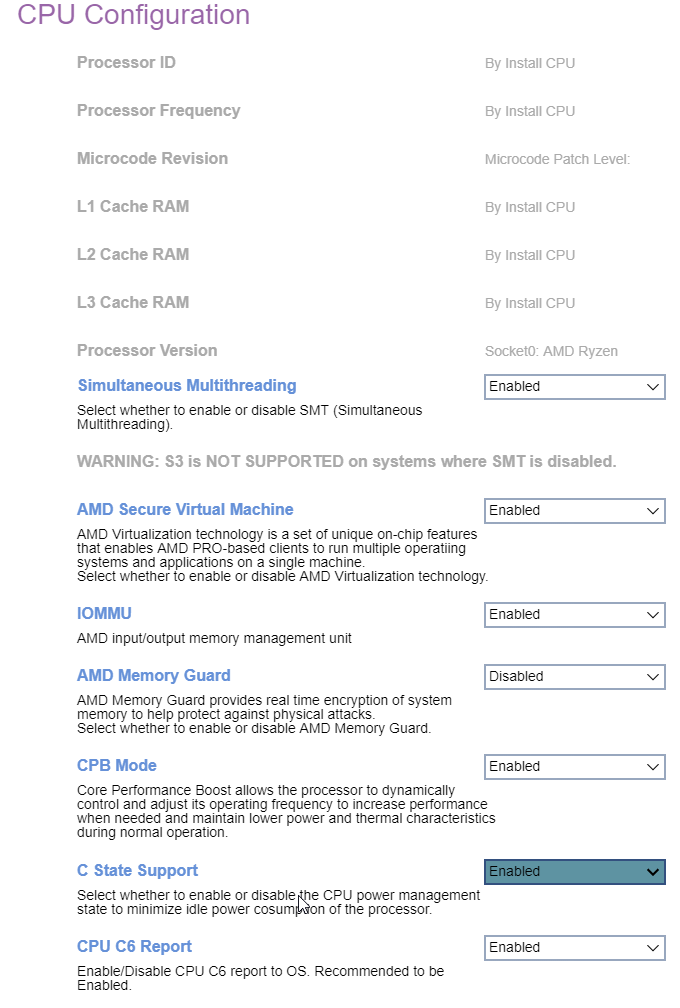 CPU Configuration
Processor ID By Install CPU
Processor Frequency By Install CPU
Microcode Revision Microcode Patch Level:
L1 Cache RAM By Install CPU
L2 Cache RAM By Install CPU
L3 Cache RAM By Install CPU
Processor Version Socket0: AMD Ryzen
Simultaneous Multithreading Enabled
Select whether to enable or disable SMT (Simultaneous
Multithreading).
WARNING: S3 is NOT SUPPORTED on systems where SMT is disabled.
AMD Secure Virtual Machine Enabled
AMD Virtualization technology is a set of unique on-chip features
that enables AMD PRO-based clients to run multiple operatiing
systems and applications on a single machine.
Select whether to enable or disable AMD Virtualization technology.
IOMMU Enabled
AMD input/output memory management unit
AMD Memory Guard Disabled
AMD Memory Guard provides real time encryption of system
memory to help protect against physical attacks.
Select whether to enable or disable AMD Memory Guard.
CPB Mode Enabled
Core Performance Boost allows the processor to dynamically
control and adjust its operating frequency to increase performance
when needed and maintain lower power and thermal characteristics
during normal operation.
C State Support Enabled
Select whether to enable or disable the CPU power management
state to minimize idle power cosumption of the processor.
CPU C6 Report Enabled
Enable/Disable CPU C6 report to OS. Recommended to be
Enabled.